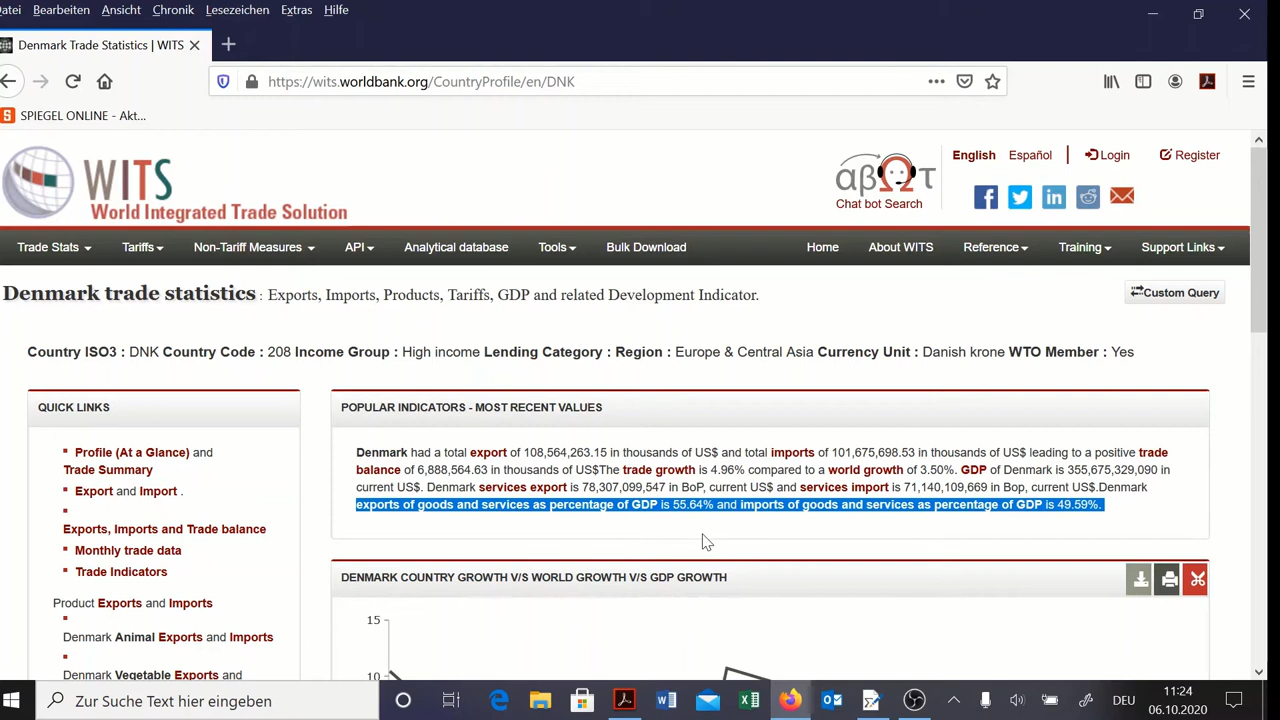 Datei Bearbeiten Ansicht Chronik Lesezeichen Extras Hilfe
Denmark Trade Statistics | WITS
https://wits.worldbank.org/CountryProfile/en/DNK
SPIEGEL ONLINE - Akt...
WITS
World Integrated Trade Solution
αβΩτ
Chat bot Search
English Español Login Register
Trade Stats Tariffs Non-Tariff Measures API Analytical database Tools Bulk Download Home About WITS Reference Training Support Links
Denmark trade statistics : Exports, Imports, Products, Tariffs, GDP and related Development Indicator.
Custom Query
Country ISO3 : DNK Country Code : 208 Income Group : High income Lending Category : Region : Europe & Central Asia Currency Unit : Danish krone WTO Member : Yes
QUICK LINKS
Profile (At a Glance) and
Trade Summary
Export and Import .
Exports, Imports and Trade balance
Monthly trade data
Trade Indicators
Product Exports and Imports
Denmark Animal Exports and Imports
Denmark Vegetable Exports and
POPULAR INDICATORS - MOST RECENT VALUES
Denmark had a total export of 108,564,263.15 in thousands of US$ and total imports of 101,675,698.53 in thousands of US$ leading to a positive trade
balance of 6,888,564.63 in thousands of US$The trade growth is 4.96% compared to a world growth of 3.50%. GDP of Denmark is 355,675,329,090 in
current US$. Denmark services export is 78,307,099,547 in BoP, current US$ and services import is 71,140,109,669 in Bop, current US$.Denmark
exports of goods and services as percentage of GDP is 55.64% and imports of goods and services as percentage of GDP is 49.59%.
DENMARK COUNTRY GROWTH V/S WORLD GROWTH V/S GDP GROWTH
15
10
Zur Suche Text hier eingeben
DEU
11:24
06.10.2020